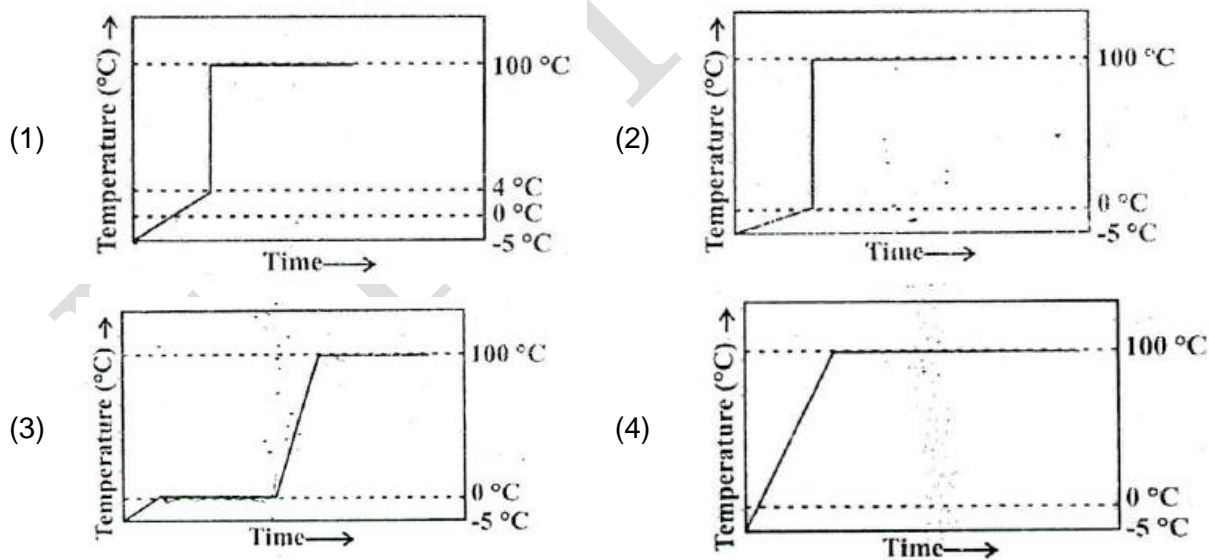 (1)
Temperature (°C) →
100 °C
4 °C
0 °C
-5 °C
Time→
(2)
Temperature (°C) →
100 °C
0 °C
-5 °C
Time→
(3)
Temperature (°C) →
100 °C
0 °C
-5 °C
Time→
(4)
Temperature (°C) →
100 °C
0 °C
-5 °C
Time→